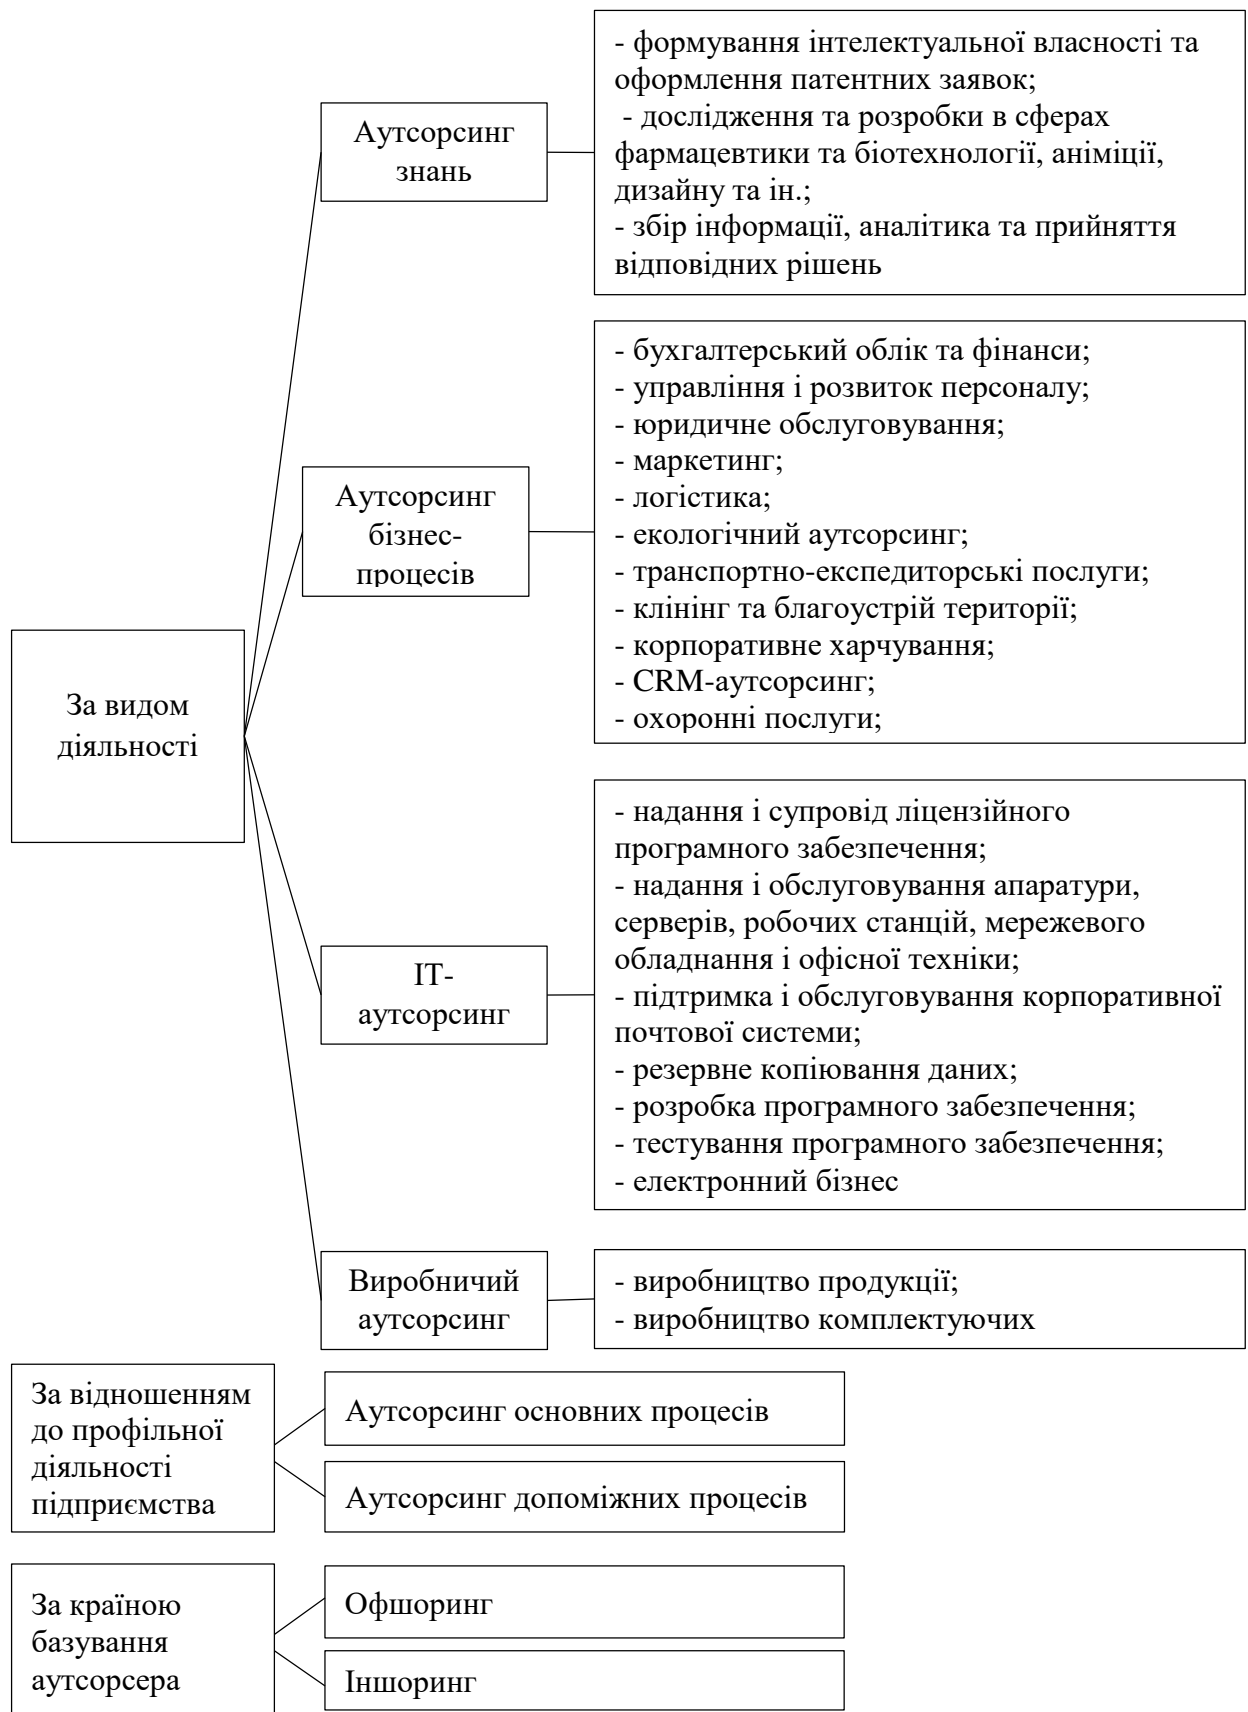 - формування інтелектуальної власності та
оформлення патентних заявок;
- дослідження та розробки в сферах
фармацевтики та біотехнології, аніміції,
дизайну та ін.;
- збір інформації, аналітика та прийняття
відповідних рішень
Аутсорсинг
знань
- бухгалтерський облік та фінанси;
- управління і розвиток персоналу;
- юридичне обслуговування;
- маркетинг;
- логістика;
- екологічний аутсорсинг;
- транспортно-експедиторські послуги;
- клінінг та благоустрій території;
- корпоративне харчування;
- CRM-аутсорсинг;
- охоронні послуги;
Аутсорсинг
бізнес-
процесів
За видом
діяльності
- надання і супровід ліцензійного
програмного забезпечення;
- надання і обслуговування апаратури,
серверів, робочих станцій, мережевого
обладнання і офісної техніки;
- підтримка і обслуговування корпоративної
почтової системи;
- резервне копіювання даних;
- розробка програмного забезпечення;
- тестування програмного забезпечення;
- електронний бізнес
ІТ-
аутсорсинг
Виробничий
аутсорсинг
- виробництво продукції;
- виробництво комплектуючих
За відношенням
до профільної
діяльності
підприємства
Аутсорсинг основних процесів
Аутсорсинг допоміжних процесів
За країною
базування
аутсорсера
Офшоринг
Іншоринг